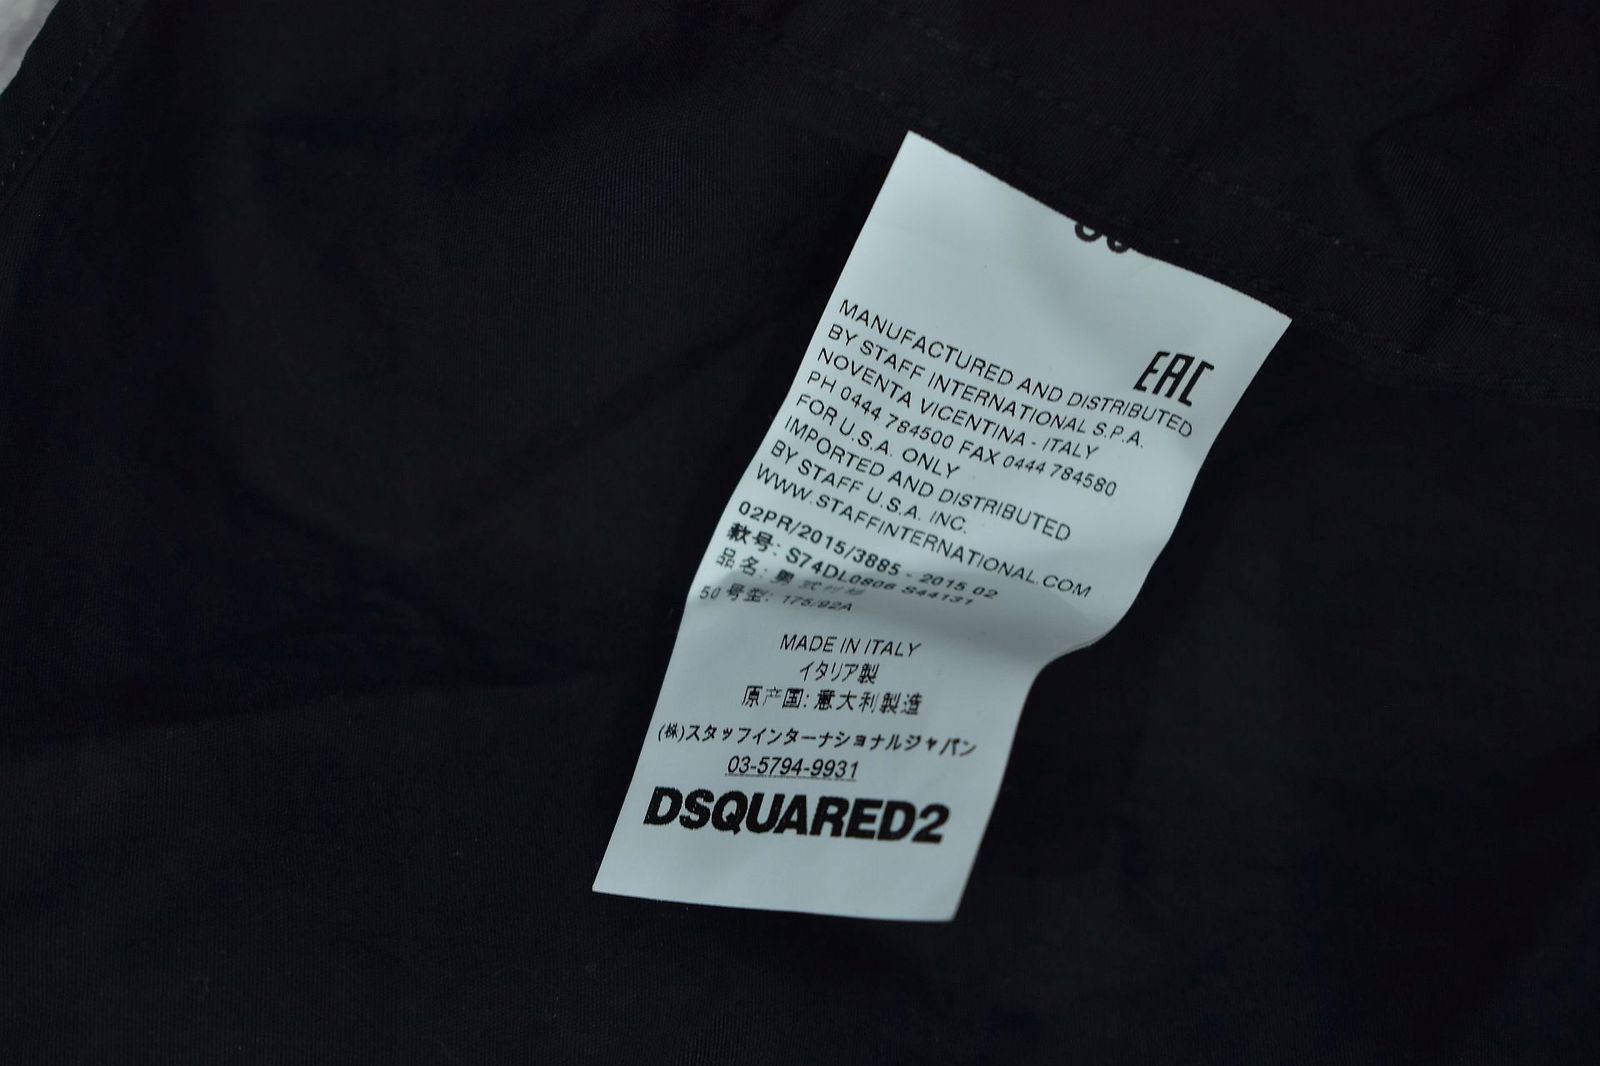 EAC
MANUFACTURED AND DISTRIBUTED
BY STAFF INTERNATIONAL S.P.A.
NOVENTA VICENTINA - ITALY
PH 0444 784500 FAX 0444 784580
FOR U.S.A. ONLY
IMPORTED AND DISTRIBUTED
BY STAFF U.S.A. INC.
WWW.STAFFINTERNATIONAL.COM
02PR/2015/3885 - 2015 02
款号: S74DL0806 S44131
品名: 男式衬衫
50 号型: 175/92A
MADE IN ITALY
イタリア製
原产国: 意大利製造
(株)スタッフインターナショナルジャパン
03-5794-9931
DSQUARED2